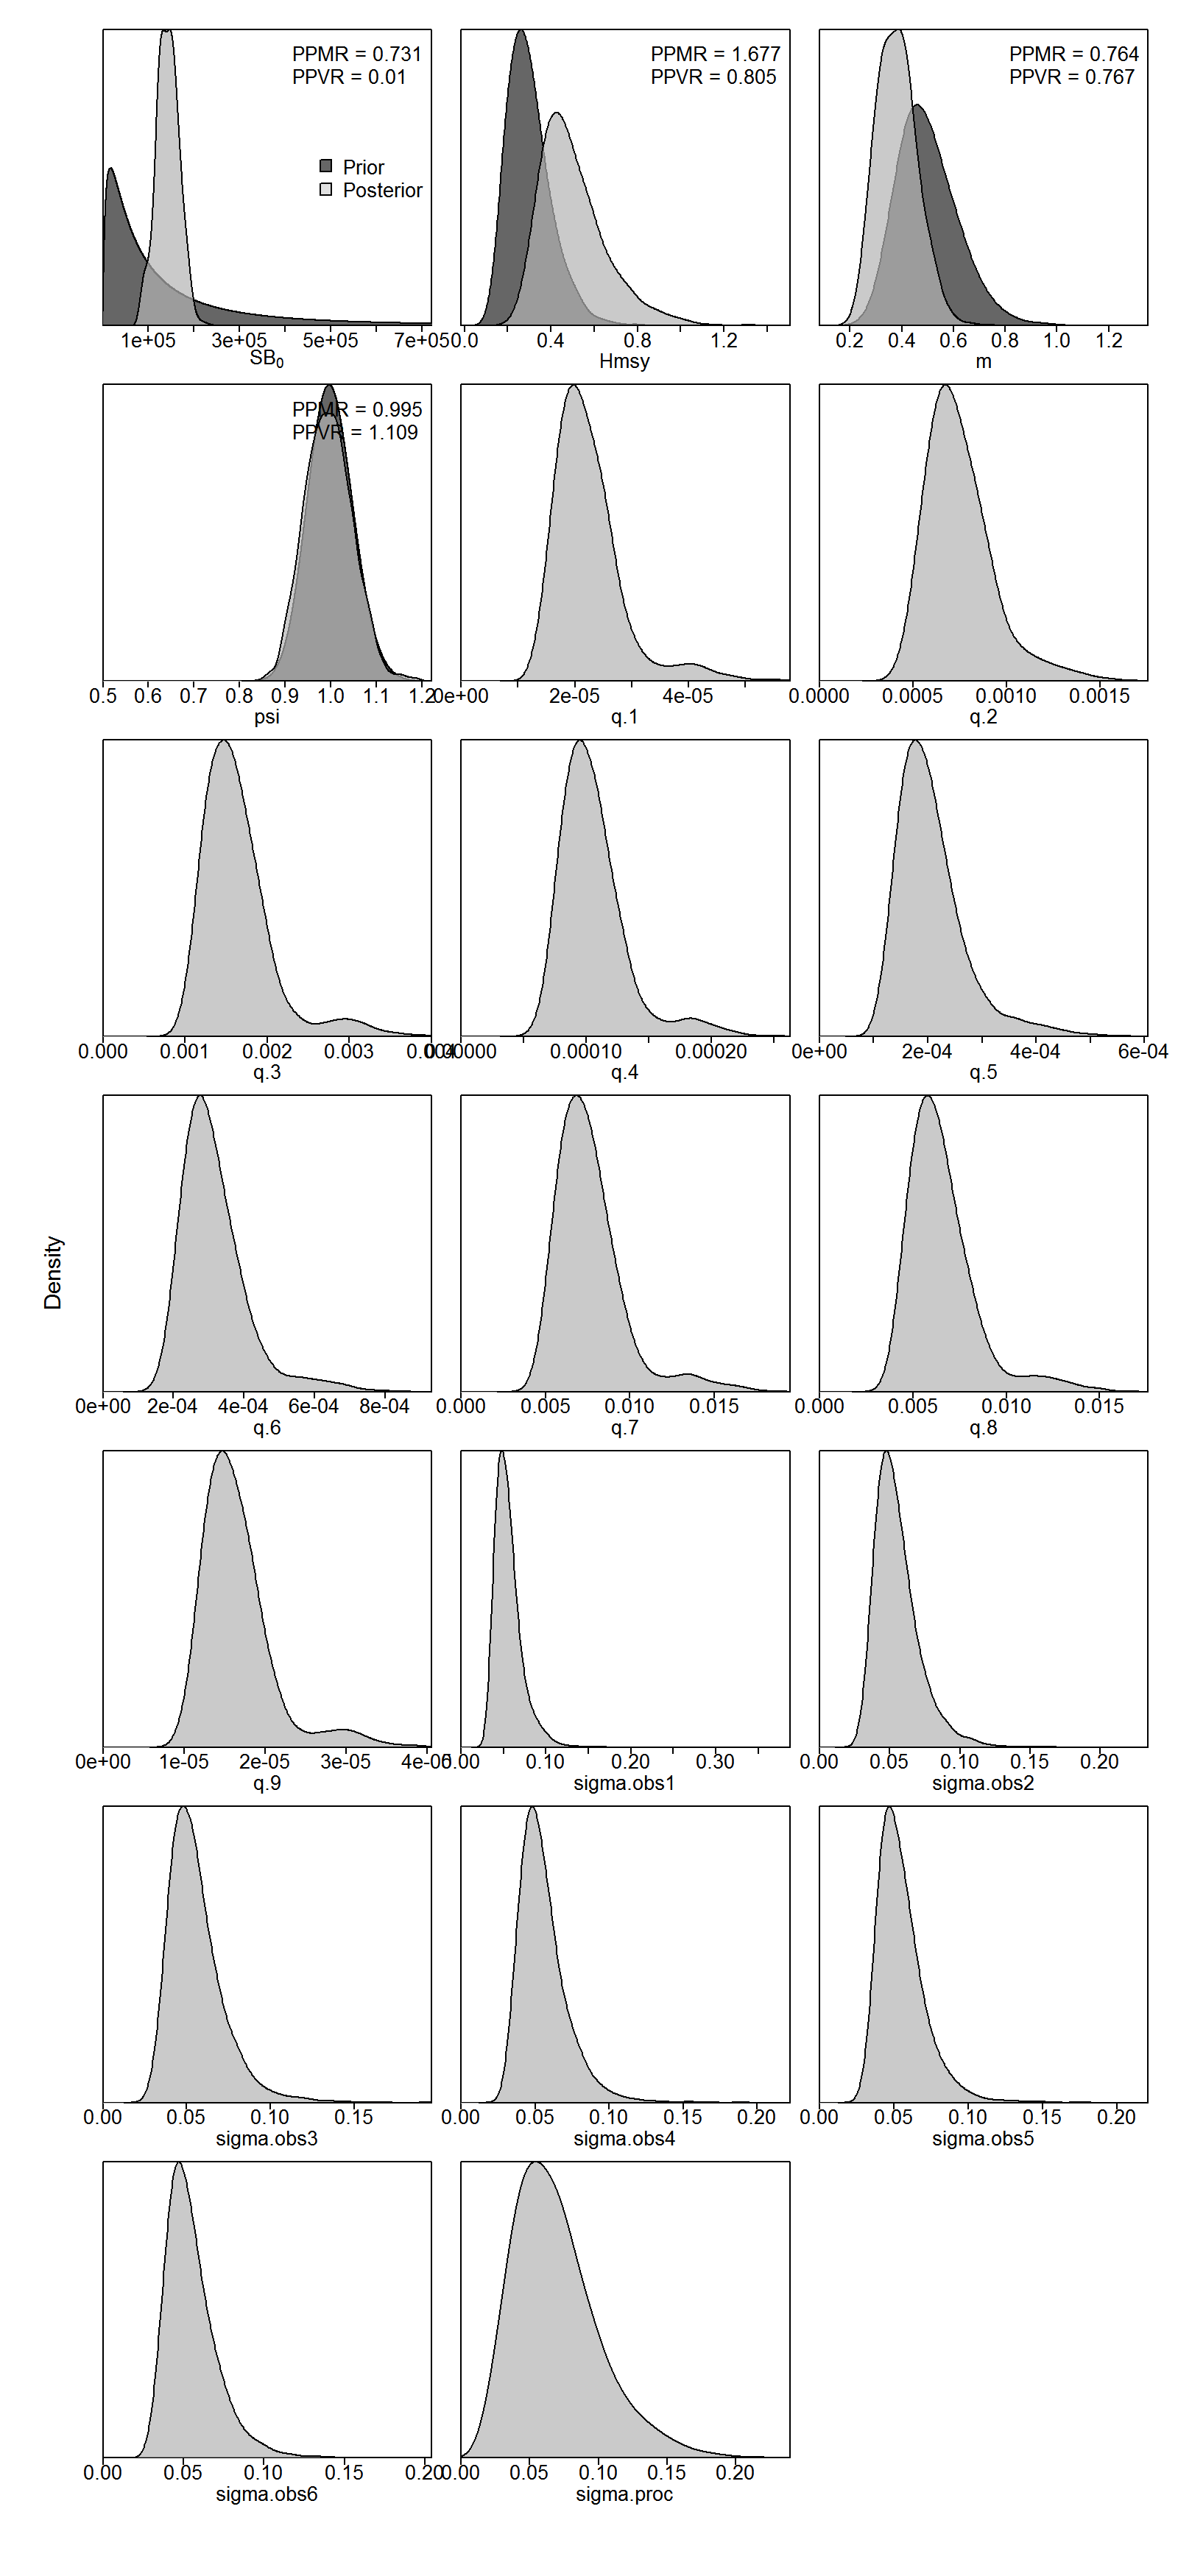 PPMR = 0.731
PPVR = 0.01
Prior
Posterior
1e+05 3e+05 5e+05 7e+05
SB0
PPMR = 1.677
PPVR = 0.805
0.0 0.4 0.8 1.2
Hmsy
PPMR = 0.764
PPVR = 0.767
0.2 0.4 0.6 0.8 1.0 1.2
m
PPMR = 0.995
PPVR = 1.109
0.5 0.6 0.7 0.8 0.9 1.0 1.1 1.2
psi
0e+00 2e-05 4e-05
q.1
0.0000 0.0005 0.0010 0.0015
q.2
0.000 0.001 0.002 0.003 0.004
q.3
0.00000 0.00010 0.00020
q.4
0e+00 2e-04 4e-04 6e-04
q.5
Density
0e+00 2e-04 4e-04 6e-04 8e-04
q.6
0.000 0.005 0.010 0.015
q.7
0.000 0.005 0.010 0.015
q.8
0e+00 1e-05 2e-05 3e-05 4e-05
q.9
0.00 0.10 0.20 0.30
sigma.obs1
0.00 0.05 0.10 0.15 0.20
sigma.obs2
0.00 0.05 0.10 0.15
sigma.obs3
0.00 0.05 0.10 0.15 0.20
sigma.obs4
0.00 0.05 0.10 0.15 0.20
sigma.obs5
0.00 0.05 0.10 0.15 0.20
sigma.obs6
0.00 0.05 0.10 0.15 0.20
sigma.proc